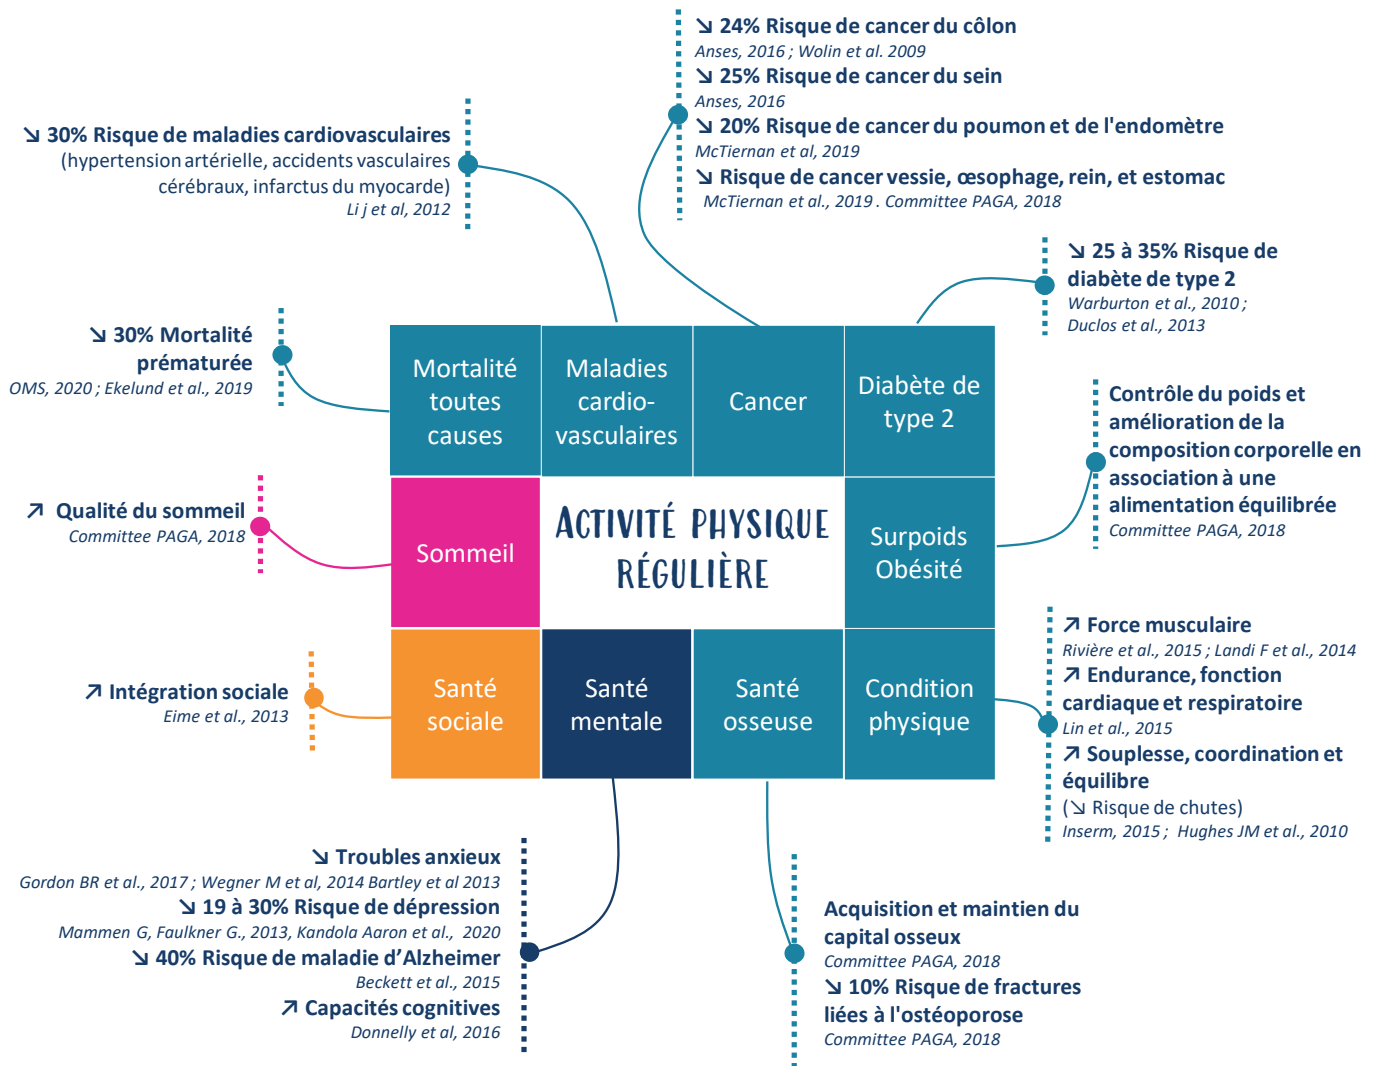 ↘ 24% Risque de cancer du côlon
Anses, 2016 ; Wolin et al. 2009
↘ 25% Risque de cancer du sein
Anses, 2016
↘ 20% Risque de cancer du poumon et de l'endomètre
McTiernan et al, 2019
↘ Risque de cancer vessie, œsophage, rein, et estomac
McTiernan et al., 2019 . Committee PAGA, 2018
↘ 30% Risque de maladies cardiovasculaires
(hypertension artérielle, accidents vasculaires
cérébraux, infarctus du myocarde)
Li j et al, 2012
↘ 25 à 35% Risque de
diabète de type 2
Warburton et al., 2010 ;
Duclos et al., 2013
↘ 30% Mortalité
prématurée
OMS, 2020 ; Ekelund et al., 2019
Mortalité
toutes
causes
Maladies
cardio-
vasculaires
Cancer
Diabète de
type 2
Contrôle du poids et
amélioration de la
composition corporelle en
association à une
alimentation équilibrée
Committee PAGA, 2018
↗ Qualité du sommeil
Committee PAGA, 2018
Sommeil
ACTIVITÉ PHYSIQUE
RÉGULIÈRE
Surpoids
Obésité
↗ Intégration sociale
Eime et al., 2013
Santé
sociale
Santé
mentale
Santé
osseuse
Condition
physique
↗ Force musculaire
Rivière et al., 2015 ; Landi F et al., 2014
↗ Endurance, fonction
cardiaque et respiratoire
Lin et al., 2015
↗ Souplesse, coordination et
équilibre
(↘ Risque de chutes)
Inserm, 2015 ; Hughes JM et al., 2010
↘ Troubles anxieux
Gordon BR et al., 2017 ; Wegner M et al, 2014 Bartley et al 2013
↘ 19 à 30% Risque de dépression
Mammen G, Faulkner G., 2013, Kandola Aaron et al., 2020
↘ 40% Risque de maladie d’Alzheimer
Beckett et al., 2015
↗ Capacités cognitives
Donnelly et al, 2016
Acquisition et maintien du
capital osseux
Committee PAGA, 2018
↘ 10% Risque de fractures
liées à l'ostéoporose
Committee PAGA, 2018